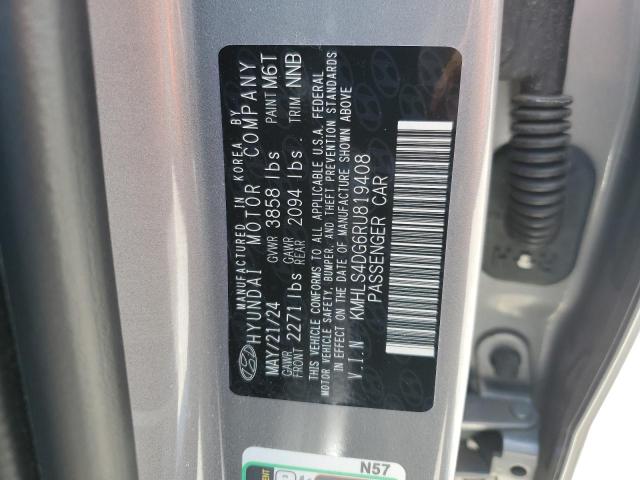 MANUFACTURED IN KOREA BY
HYUNDAI MOTOR COMPANY
MAY/21/24 GVWR 3858 lbs PAINT M6T
GAWR FRONT 2271 lbs GAWR REAR 2094 lbs TRIM NNB
THIS VEHICLE CONFORMS TO ALL APPLICABLE U.S.A. FEDERAL
MOTOR VEHICLE SAFETY, BUMPER, AND THEFT PREVENTION STANDARDS
IN EFFECT ON THE DATE OF MANUFACTURE SHOWN ABOVE
V.I.N KMHLS4DG6RU819408
PASSENGER CAR
N57